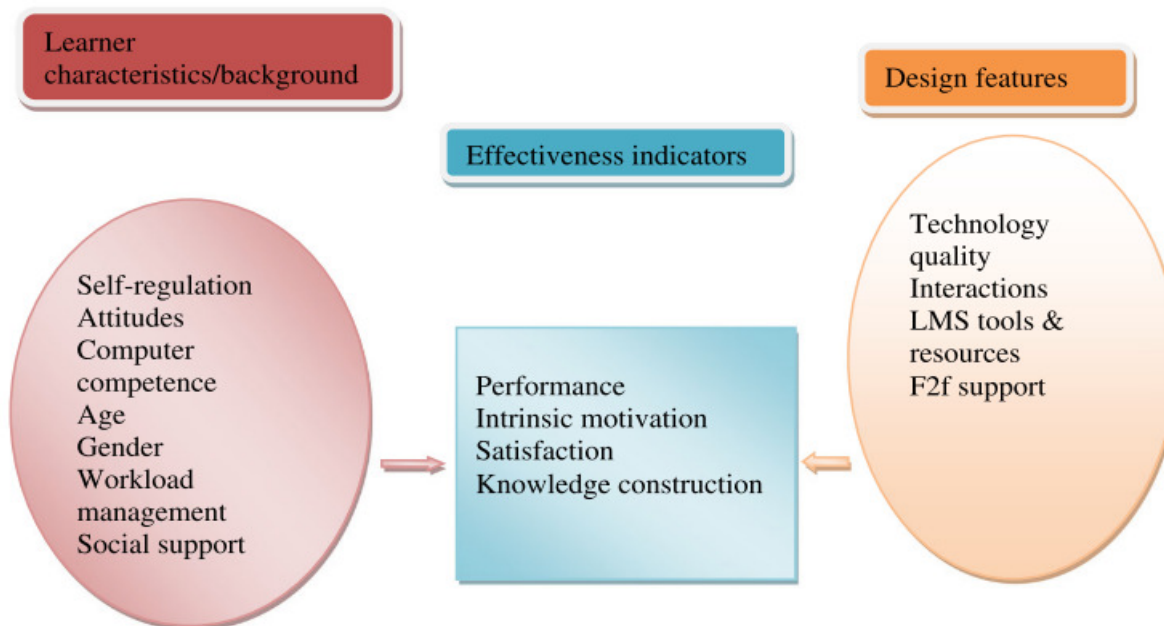 Learner
characteristics/background
Design features
Effectiveness indicators
Self-regulation
Attitudes
Computer
competence
Age
Gender
Workload
management
Social support
Performance
Intrinsic motivation
Satisfaction
Knowledge construction
Technology
quality
Interactions
LMS tools &
resources
F2f support